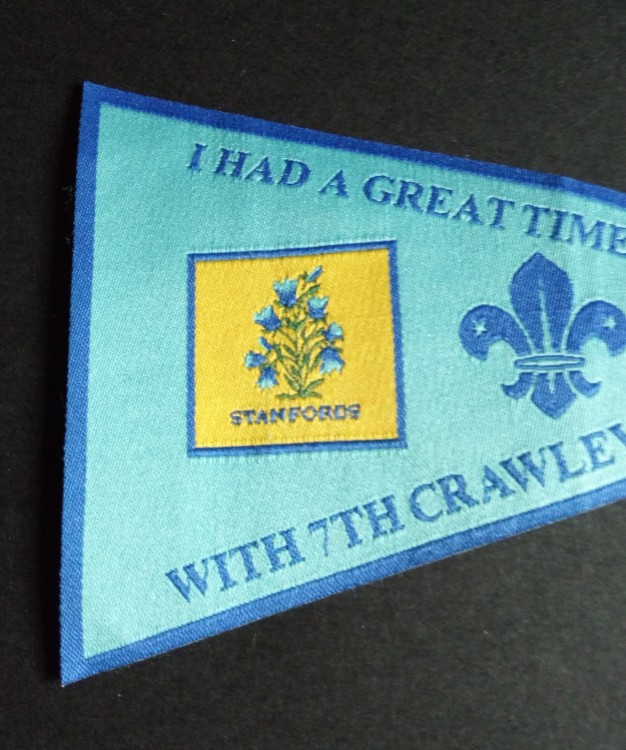 I HAD A GREAT TIME
STANFORDS
WITH 7TH CRAWLEY